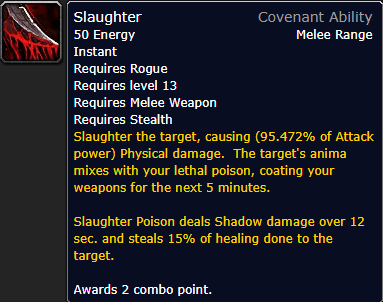 Slaughter Covenant Ability
50 Energy Melee Range
Instant
Requires Rogue
Requires level 13
Requires Melee Weapon
Requires Stealth
Slaughter the target, causing (95.472% of Attack
power) Physical damage. The target's anima
mixes with your lethal poison, coating your
weapons for the next 5 minutes.
Slaughter Poison deals Shadow damage over 12
sec. and steals 15% of healing done to the
target.
Awards 2 combo point.